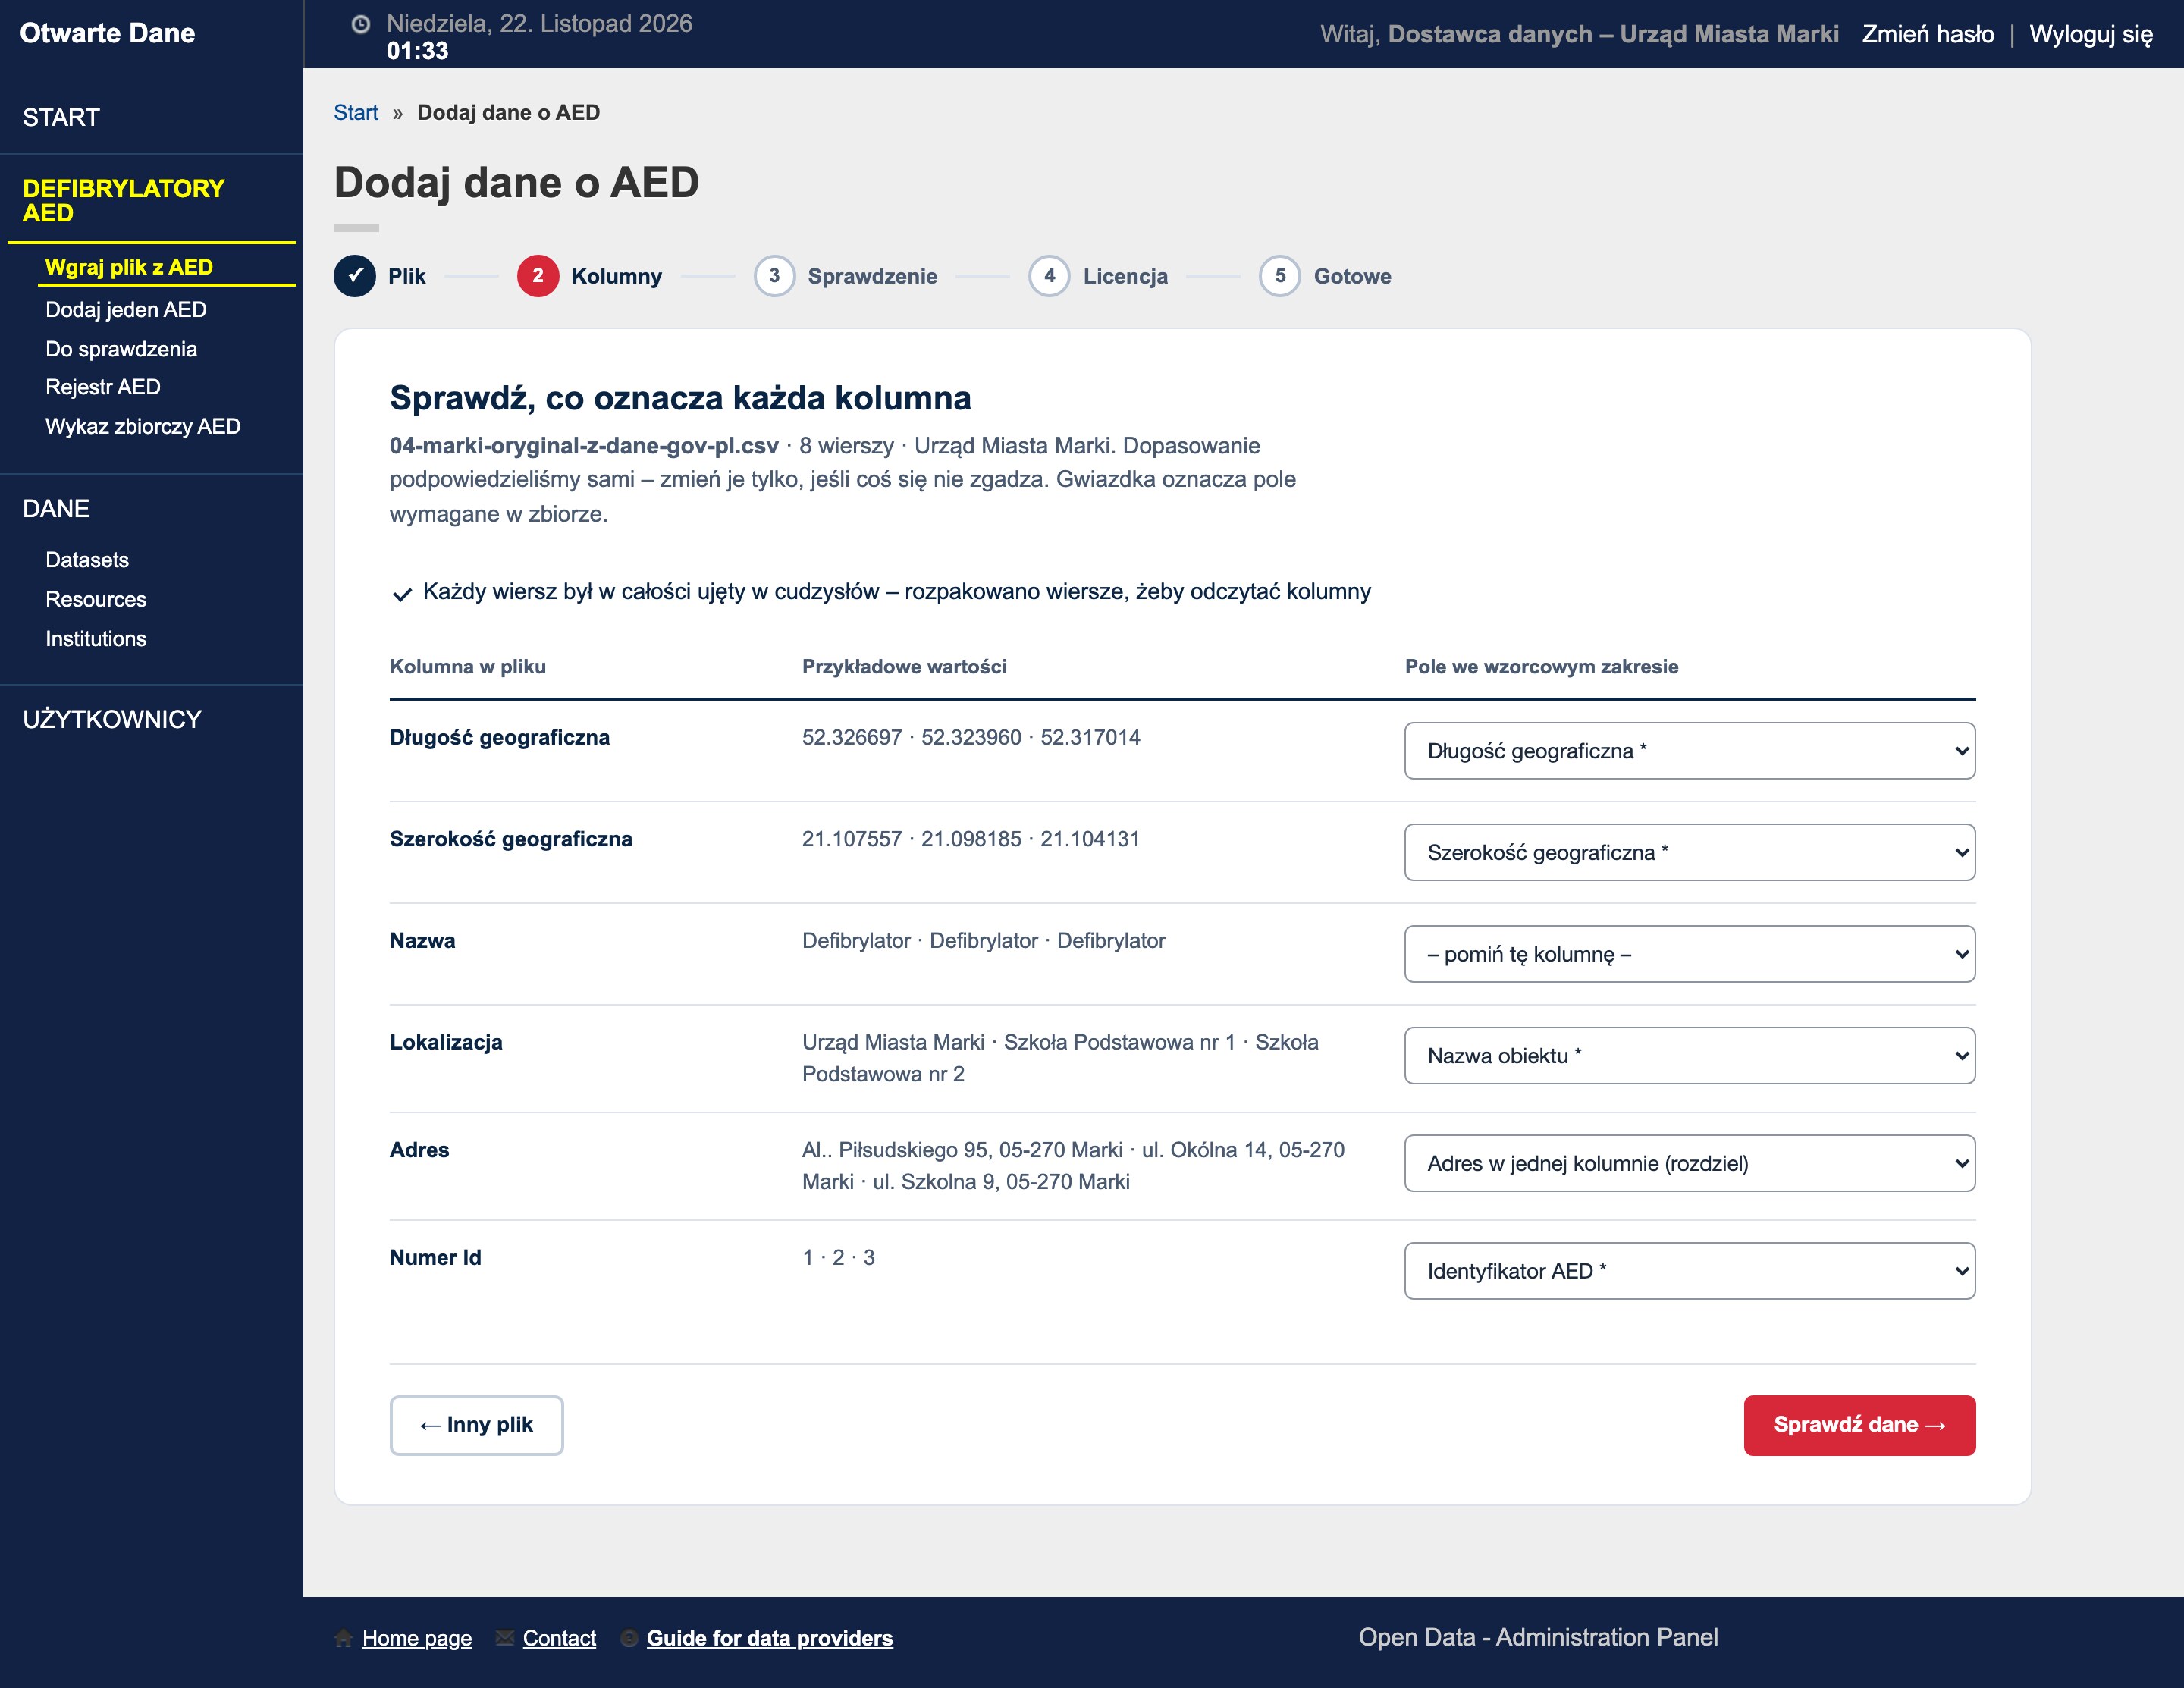 Otwarte Dane
Niedziela, 22. Listopad 2026
01:33
Witaj, Dostawca danych – Urząd Miasta Marki Zmień hasło | Wyloguj się
START
DEFIBRYLATORY
AED
Wgraj plik z AED
Dodaj jeden AED
Do sprawdzenia
Rejestr AED
Wykaz zbiorczy AED
DANE
Datasets
Resources
Institutions
UŻYTKOWNICY
Start » Dodaj dane o AED
Dodaj dane o AED
✓ Plik 2 Kolumny 3 Sprawdzenie 4 Licencja 5 Gotowe
Sprawdź, co oznacza każda kolumna
04-marki-oryginal-z-dane-gov-pl.csv · 8 wierszy · Urząd Miasta Marki. Dopasowanie
podpowiedzieliśmy sami – zmień je tylko, jeśli coś się nie zgadza. Gwiazdka oznacza pole
wymagane w zbiorze.
✓ Każdy wiersz był w całości ujęty w cudzysłów – rozpakowano wiersze, żeby odczytać kolumny
Kolumna w pliku Przykładowe wartości Pole we wzorcowym zakresie
Długość geograficzna 52.326697 · 52.323960 · 52.317014 Długość geograficzna *
Szerokość geograficzna 21.107557 · 21.098185 · 21.104131 Szerokość geograficzna *
Nazwa Defibrylator · Defibrylator · Defibrylator – pomiń tę kolumnę –
Lokalizacja Urząd Miasta Marki · Szkoła Podstawowa nr 1 · Szkoła
Podstawowa nr 2 Nazwa obiektu *
Adres Al.. Piłsudskiego 95, 05-270 Marki · ul. Okólna 14, 05-270
Marki · ul. Szkolna 9, 05-270 Marki Adres w jednej kolumnie (rozdziel)
Numer Id 1 · 2 · 3 Identyfikator AED *
← Inny plik Sprawdź dane →
Home page Contact Guide for data providers Open Data - Administration Panel